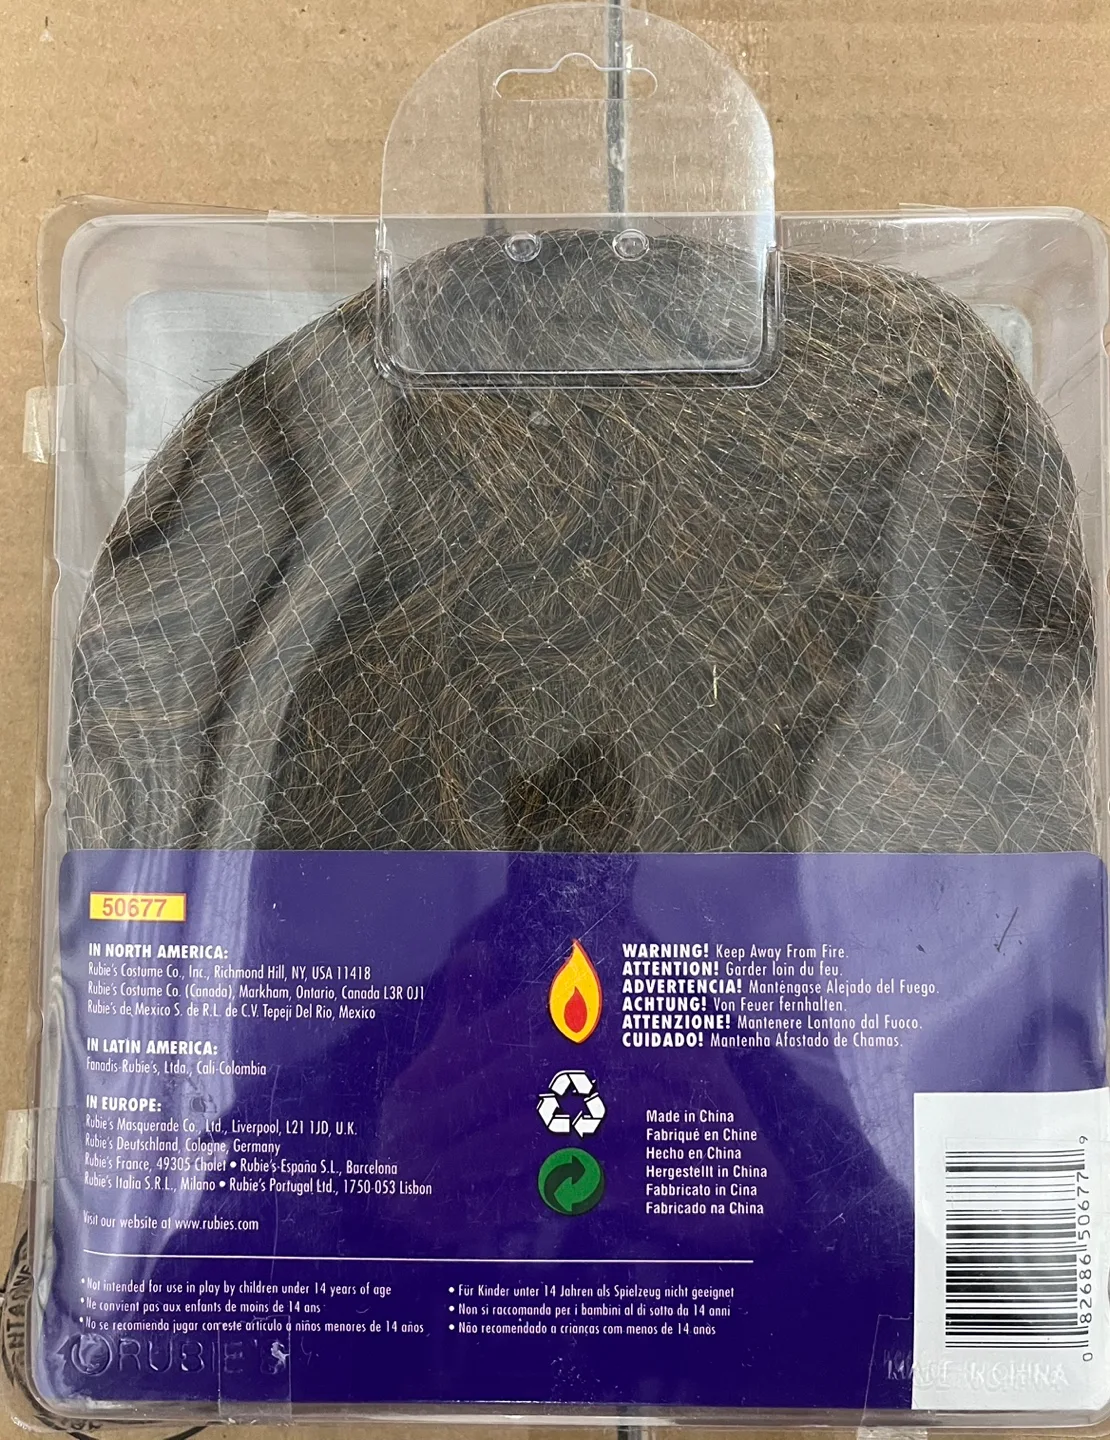 50677
IN NORTH AMERICA:
Rubie's Costume Co., Inc., Richmond Hill, NY, USA 11418
Rubie's Costume Co. (Canada), Markham, Ontario, Canada L3R 0J1
Rubie's de Mexico S. de R.L. de C.V. Tepeji Del Rio, Mexico
IN LATIN AMERICA:
Fanadis-Rubie's, Ltda., Cali-Colombia
IN EUROPE:
Rubie's Masquerade Co., Ltd., Liverpool, L21 1JD, U.K.
Rubie's Deutschland, Cologne, Germany
Rubie's France, 49305 Cholet • Rubie's-España S.L., Barcelona
Rubie's Italia S.R.L., Milano • Rubie's Portugal Ltd., 1750-053 Lisbon
Visit our website at www.rubies.com
WARNING! Keep Away From Fire.
ATTENTION! Garder loin du feu.
ADVERTENCIA! Manténgase Alejado del Fuego.
ACHTUNG! Von Feuer fernhalten.
ATTENZIONE! Mantenere Lontano dal Fuoco.
CUIDADO! Mantenha Afastado de Chamas.
Made in China
Fabriqué en Chine
Hecho en China
Hergestellt in China
Fabbricato in Cina
Fabricado na China
• Not intended for use in play by children under 14 years of age
• Ne convient pas aux enfants de moins de 14 ans
• No se recomienda jugar con este artículo a niños menores de 14 años
• Für Kinder unter 14 Jahren als Spielzeug nicht geeignet
• Non si raccomanda per i bambini al di sotto da 14 anni
• Não recomendado a crianças com menos de 14 anos
0 82686 50677 9
RUBIE'S
MADE IN CHINA